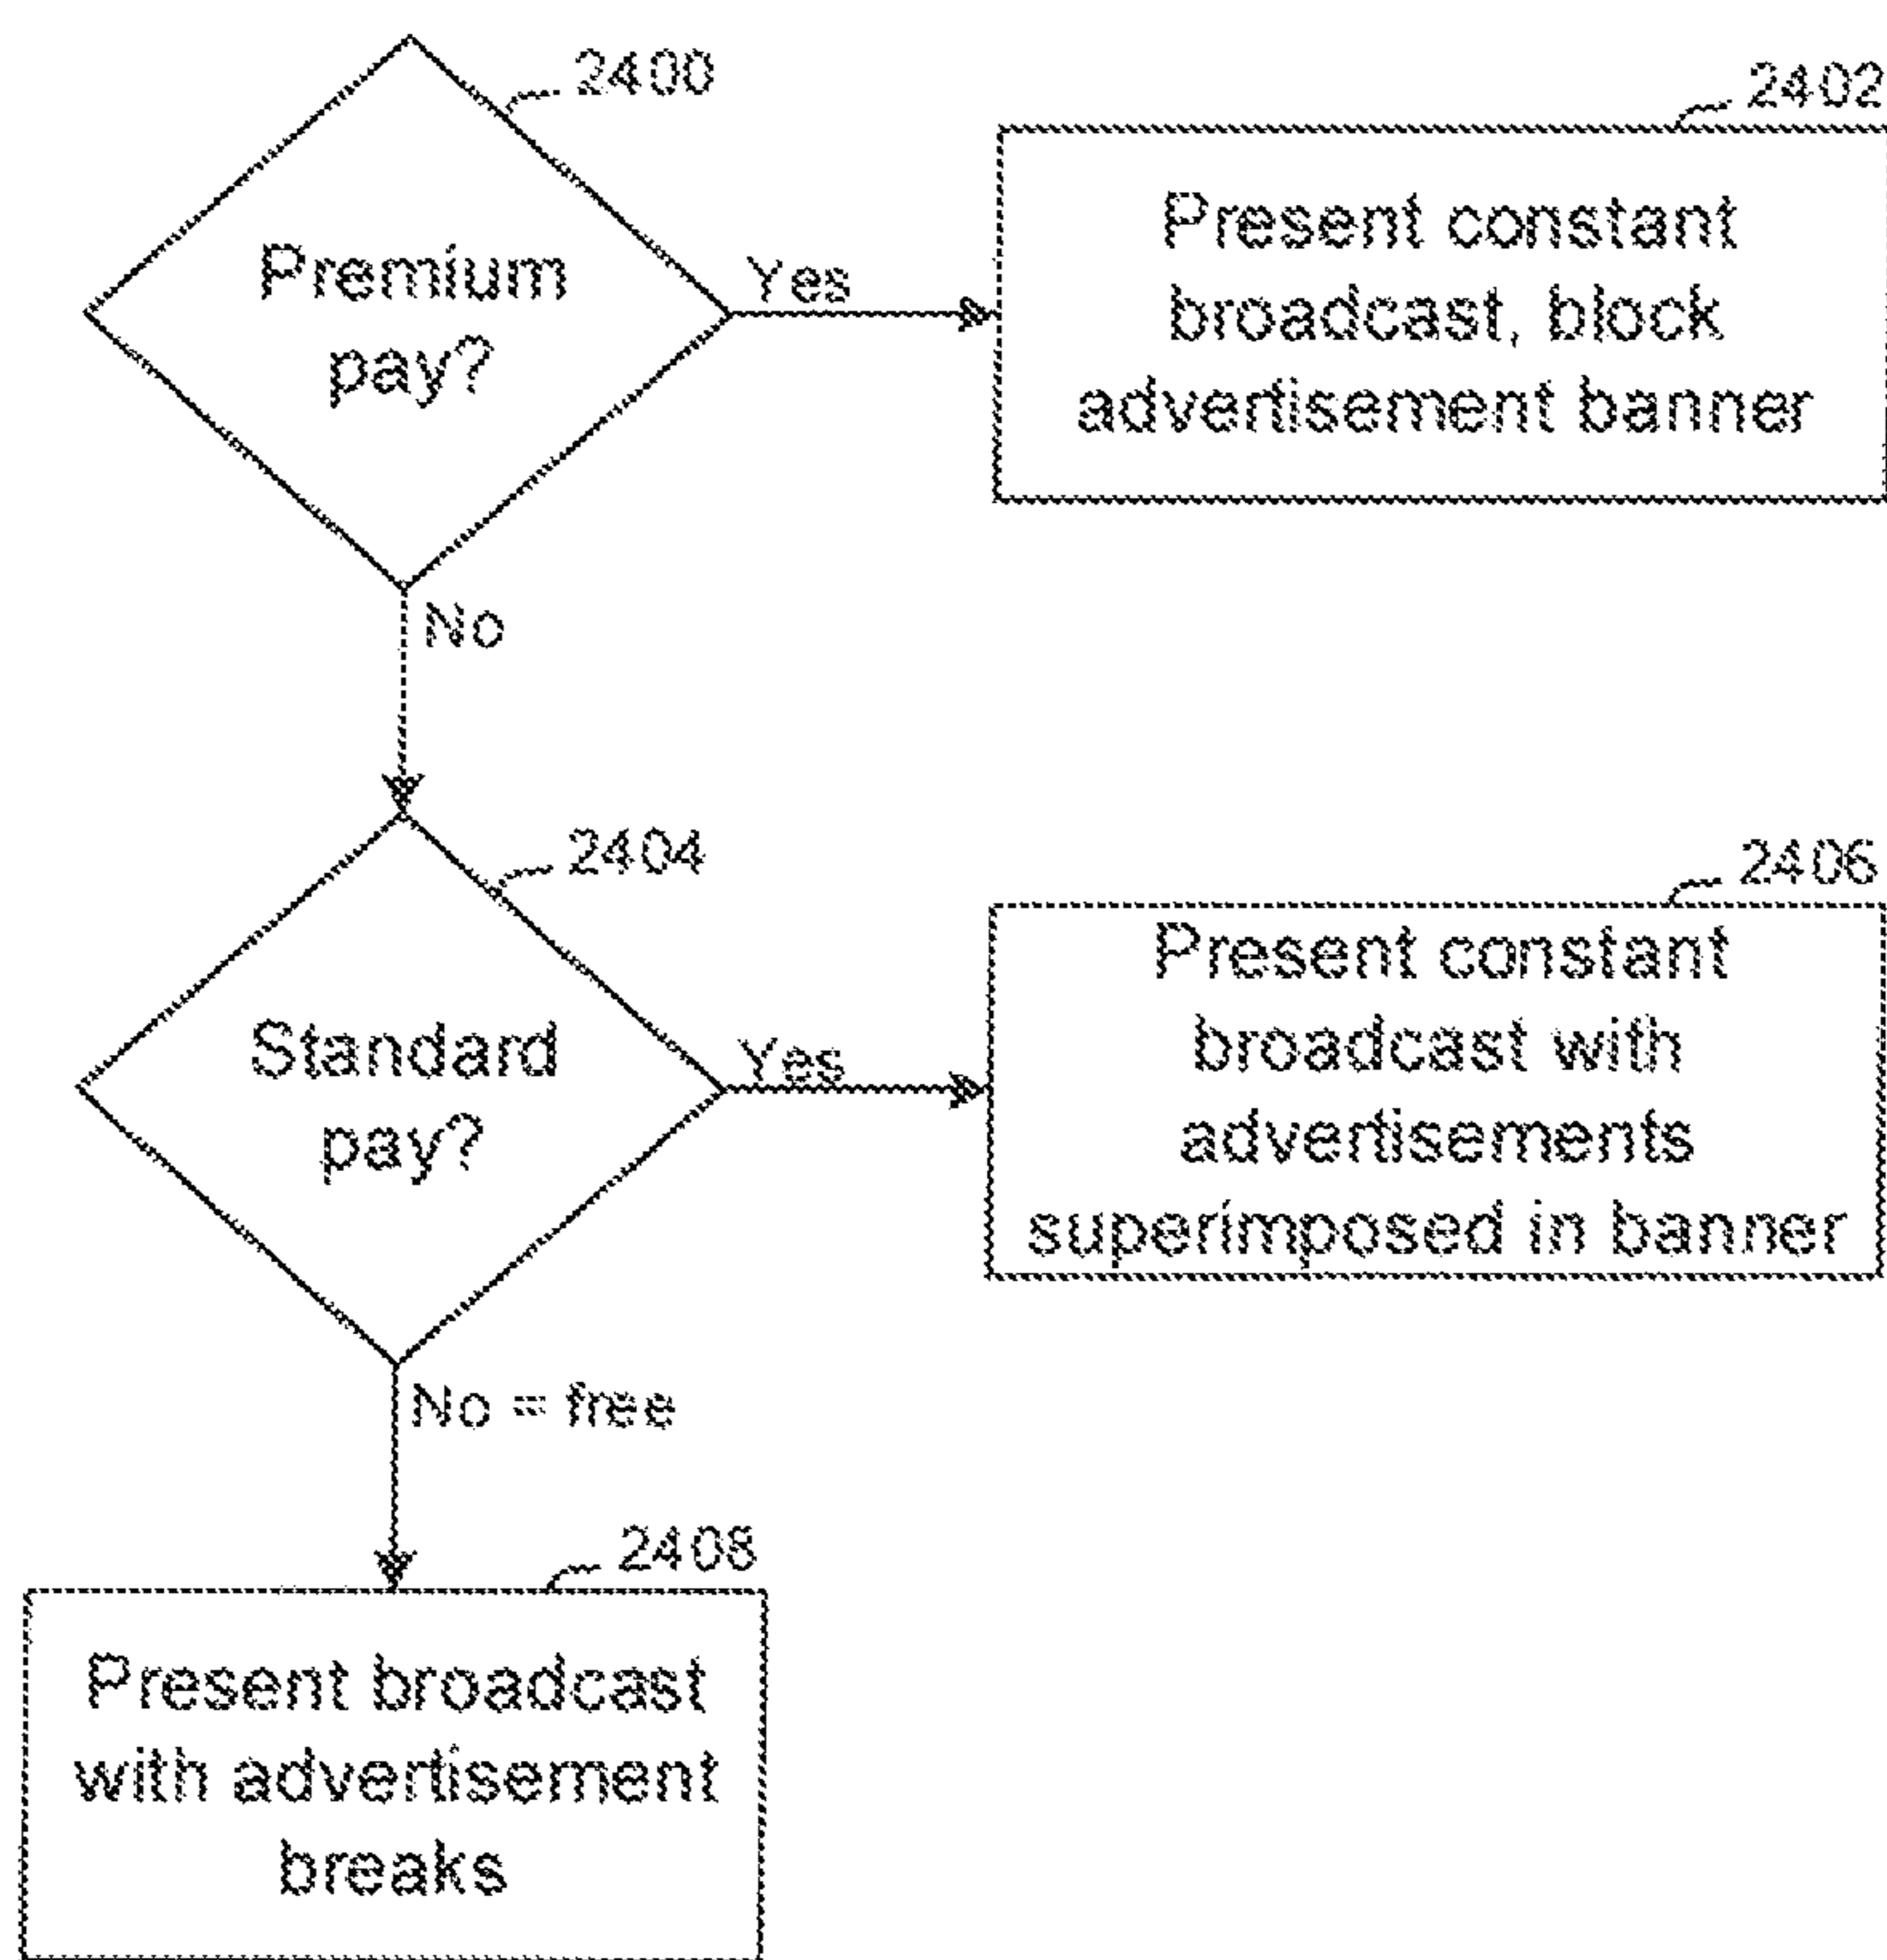 2400
Premium
pay?
Yes
2402
Present constant
broadcast, block
advertisement banner
No
2404
Standard
pay?
Yes
2406
Present constant
broadcast with
advertisements
superimposed in banner
No = free
2408
Present broadcast
with advertisement
breaks